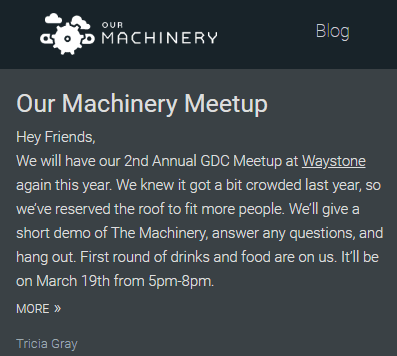 OUR
MACHINERY
Blog
Our Machinery Meetup
Hey Friends,
We will have our 2nd Annual GDC Meetup at Waystone
again this year. We knew it got a bit crowded last year, so
we've reserved the roof to fit more people. We'll give a
short demo of The Machinery, answer any questions, and
hang out. First round of drinks and food are on us. It'll be
on March 19th from 5pm-8pm.
MORE »
Tricia Gray